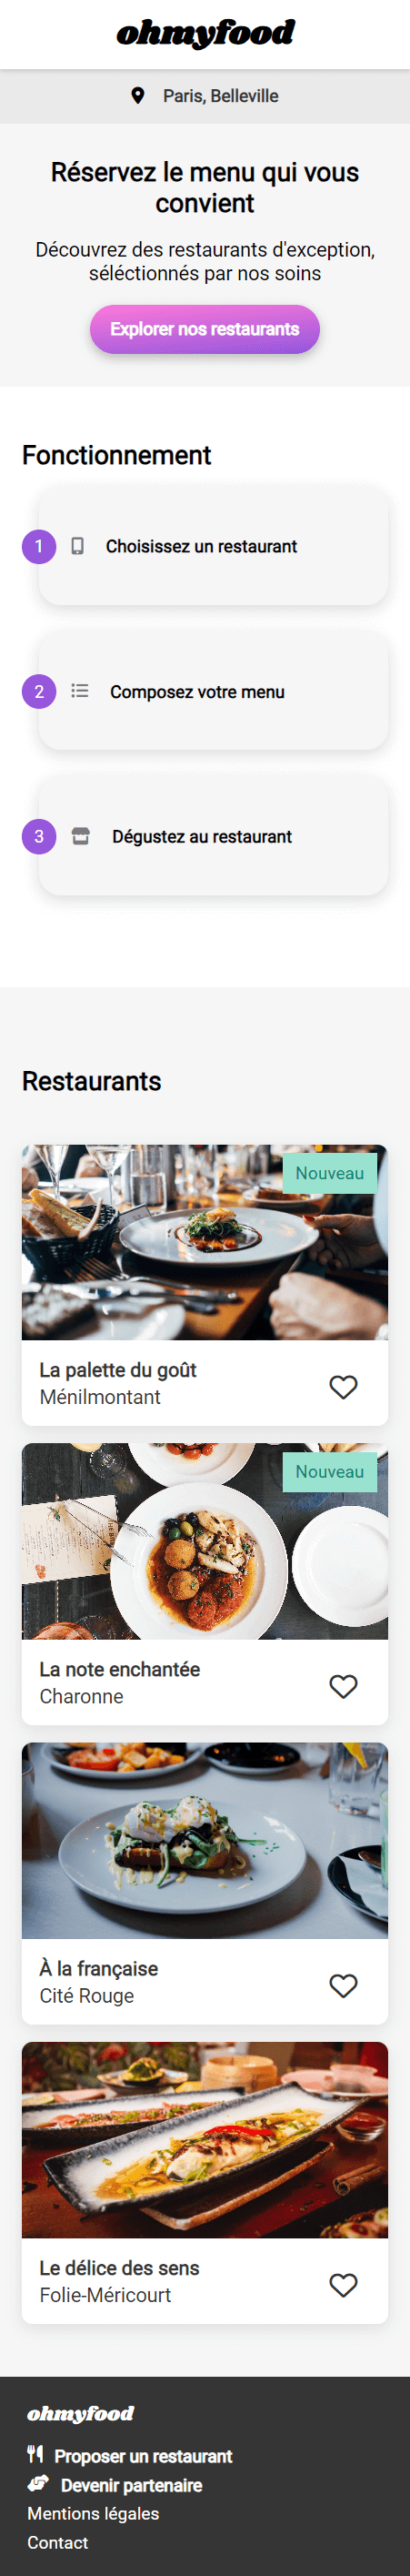 ohmyfood
Paris, Belleville
Réservez le menu qui vous
convient
Découvrez des restaurants d'exception,
séléctionnés par nos soins
Explorer nos restaurants
Fonctionnement
1 Choisissez un restaurant
2 Composez votre menu
3 Dégustez au restaurant
Restaurants
Nouveau
La palette du goût
Ménilmontant
Nouveau
La note enchantée
Charonne
À la française
Cité Rouge
Le délice des sens
Folie-Méricourt
ohmyfood
Proposer un restaurant
Devenir partenaire
Mentions légales
Contact